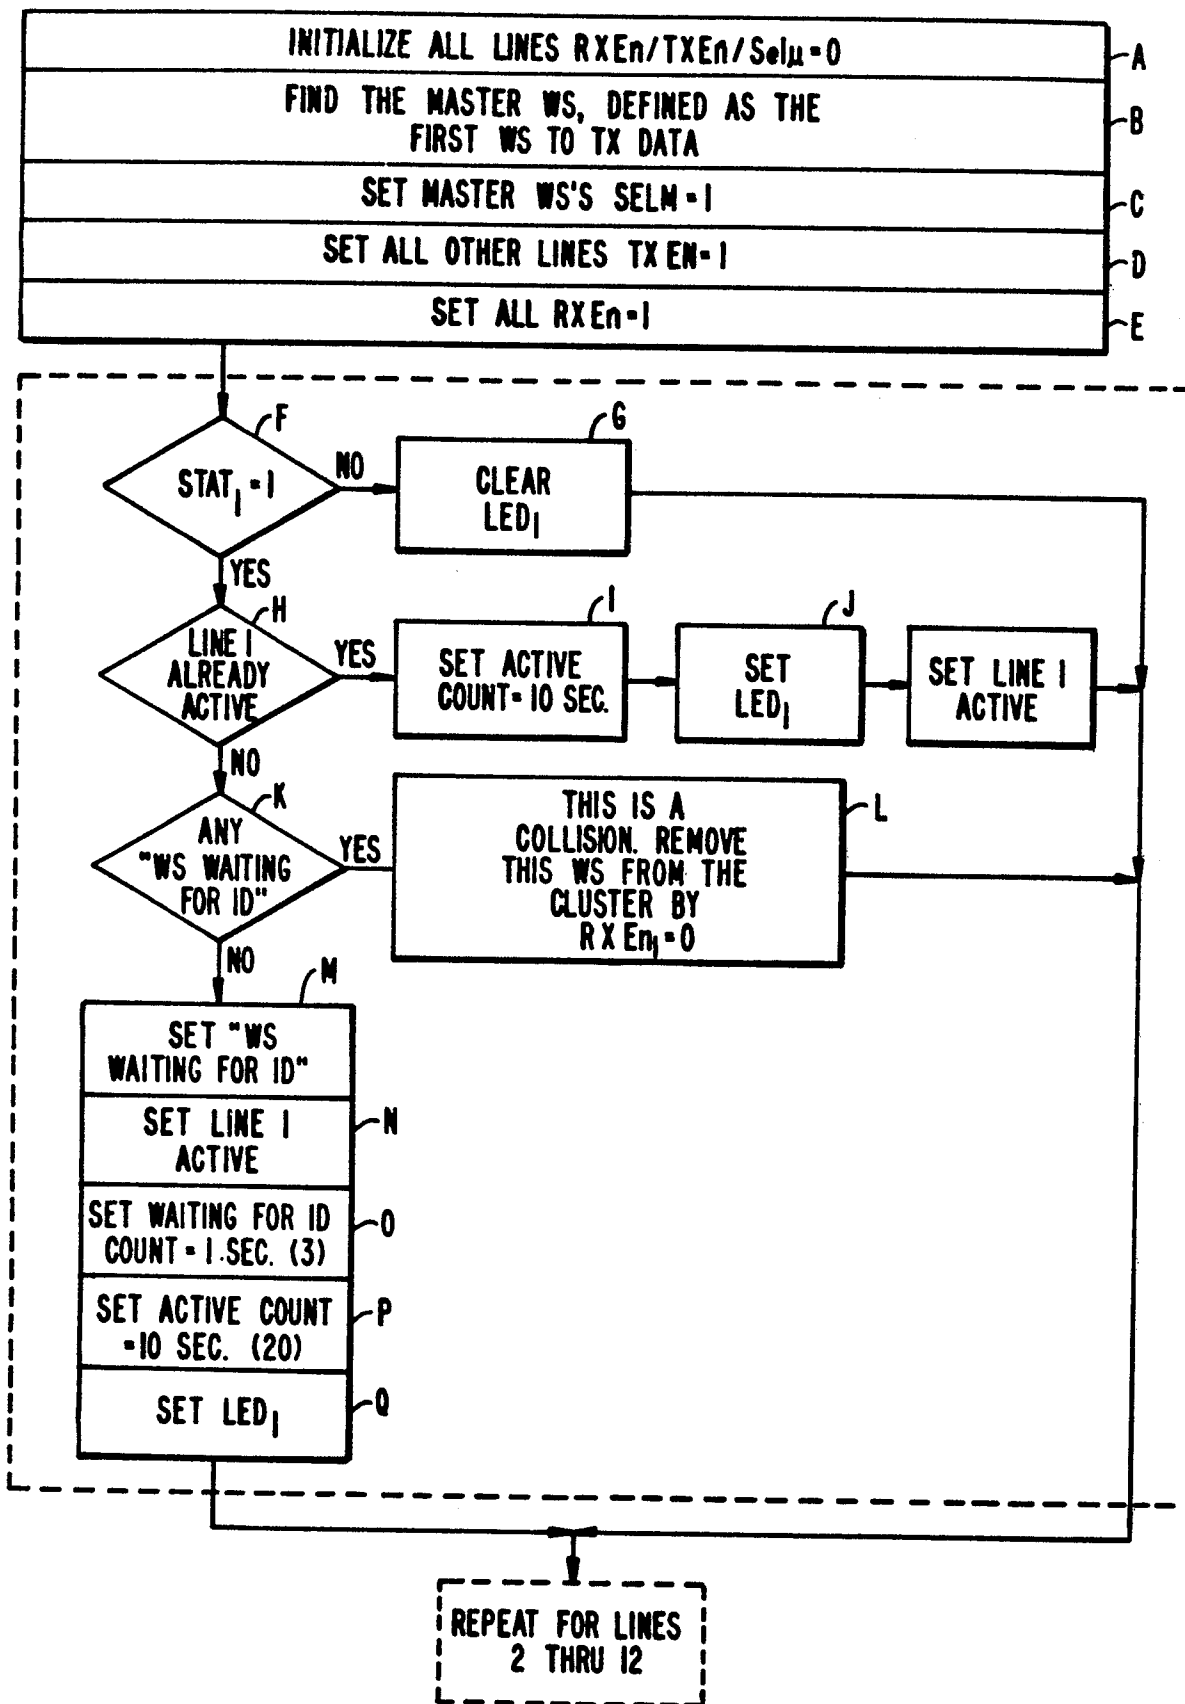 INITIALIZE ALL LINES RXEn/TXEn/Selμ=0
A
FIND THE MASTER WS, DEFINED AS THE
FIRST WS TO TX DATA
B
SET MASTER WS'S SELM=1
C
SET ALL OTHER LINES TXEN=1
D
SET ALL RXEn=1
E
F
STAT1=1
NO
G
CLEAR
LED1
YES
H
LINE 1
ALREADY
ACTIVE
YES
I
SET ACTIVE
COUNT=10 SEC.
J
SET
LED1
SET LINE 1
ACTIVE
NO
K
ANY
"WS WAITING
FOR ID"
YES
L
THIS IS A
COLLISION. REMOVE
THIS WS FROM THE
CLUSTER BY
RXEn1=0
NO
M
SET "WS
WAITING FOR ID"
SET LINE 1
ACTIVE
N
SET WAITING FOR ID
COUNT=1.SEC. (3)
O
SET ACTIVE COUNT
=10 SEC. (20)
P
SET LED1
Q
REPEAT FOR LINES
2 THRU 12